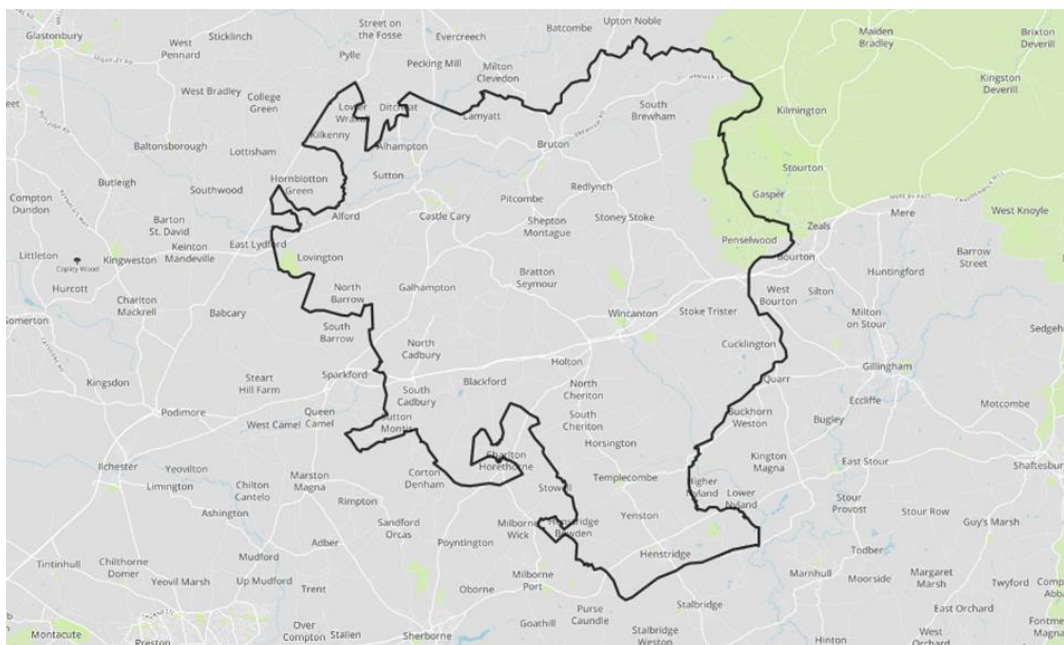 Upton Noble
Street on
the Fosse
Batcombe
Maiden
Bradley
Brixton
Deverill
Glastonbury
Sticklinch
West
Pennard
Evercreech
Pylle
Pecking Mill
Milton
Clevedon
Kingston
Deverill
West Bradley
College
Green
Lower
Wraxall
Ditcheat
Lamyatt
South
Brewham
Kilmington
Kilkenny
Baltonsborough
Lottisham
Alhampton
Bruton
Stourton
Butleigh
Southwood
Hornblotton
Green
Sutton
Redlynch
Gasper
Compton
Dundon
Pitcombe
MERE BY-PASS
Mere
West Knoyle
Barton
St. David
Alford
Castle Cary
Shepton
Montague
Stoney Stoke
Zeals
Littleton
Copley Wood
Kingweston
Keinton
Mandeville
East Lydford
Lovington
Penselwood
Bourton
Barrow
Street
Huntingford
Hurcott
Charlton
Mackrell
North
Barrow
Galhampton
Bratton
Seymour
West
Bourton
Silton
Somerton
Babcary
South
Barrow
Wincanton
Stoke Trister
Milton
on Stour
Sedgeh
North
Cadbury
Cucklington
Kingsdon
Steart
Hill Farm
Sparkford
Holton
Gillingham
Blackford
South
Cadbury
North
Cheriton
Quarr
Eccliffe
Motcombe
Podimore
West Camel
Queen
Camel
Sutton
Montis
South
Cheriton
Buckhorn
Weston
Bugley
Horsington
Charlton
Horethorne
Kington
Magna
East Stour
Shaftesbury
Ilchester
Yeovilton
Limington
Chilton
Cantelo
Marston
Magna
Rimpton
Corton
Denham
Stowell
Templecombe
Higher
Nyland
Lower
Nyland
Stour
Provost
Stour Row
Guy's Marsh
Ashington
Sandford
Orcas
Milborne
Wick
Henstridge
Bowden
Yenston
Adber
Poyntington
Henstridge
Todber
Tintinhull
Chilthorne
Domer
Mudford
Up Mudford
Yeovil Marsh
Trent
Oborne
Milborne
Port
Marnhull
Moorside
Margaret
Marsh
Twyford
Purse
Caundle
Stalbridge
East Orchard
Montacute
Preston
Over
Compton
Stallen
Sherborne
Goathill
Stalbridge
Weston
Hinton
West
Orchard
Fontmel
Magna